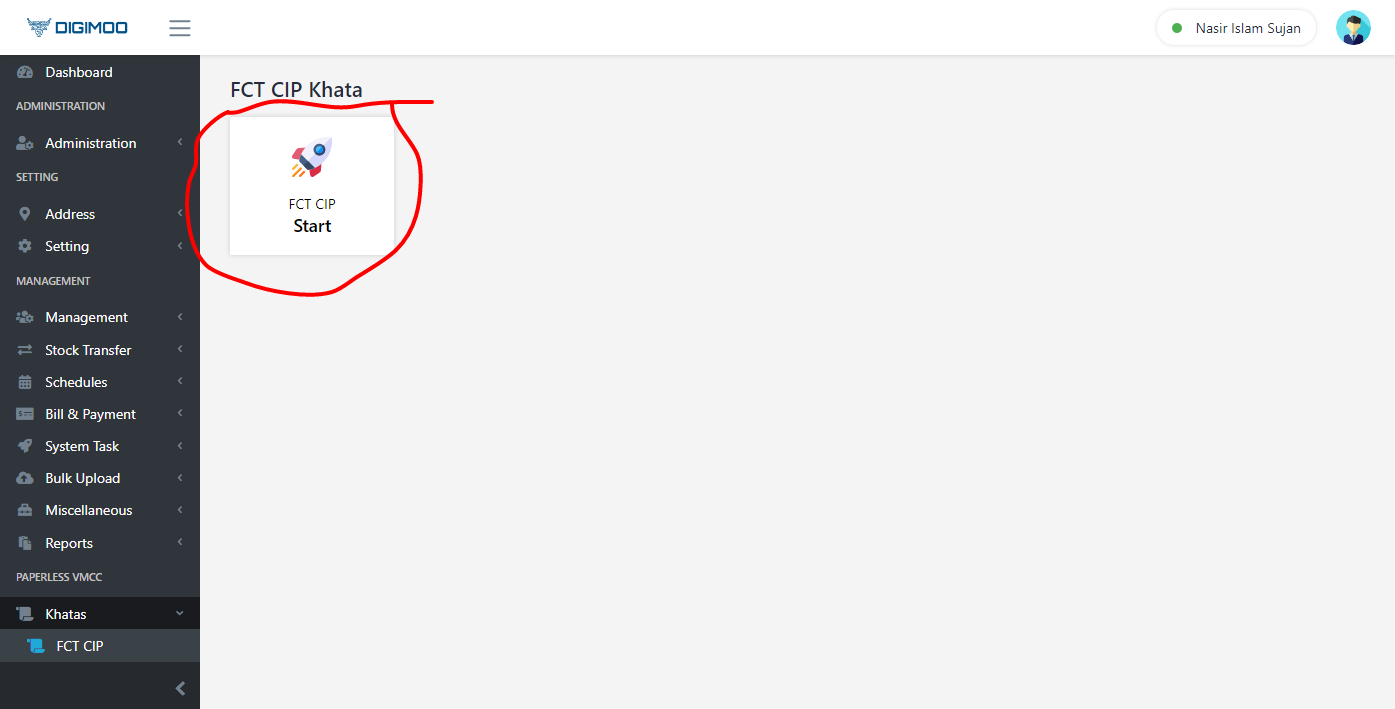 DIGIMOO
Nasir Islam Sujan
Dashboard
ADMINISTRATION
Administration
SETTING
Address
Setting
MANAGEMENT
Management
Stock Transfer
Schedules
Bill & Payment
System Task
Bulk Upload
Miscellaneous
Reports
PAPERLESS VMCC
Khatas
FCT CIP
FCT CIP Khata
FCT CIP
Start